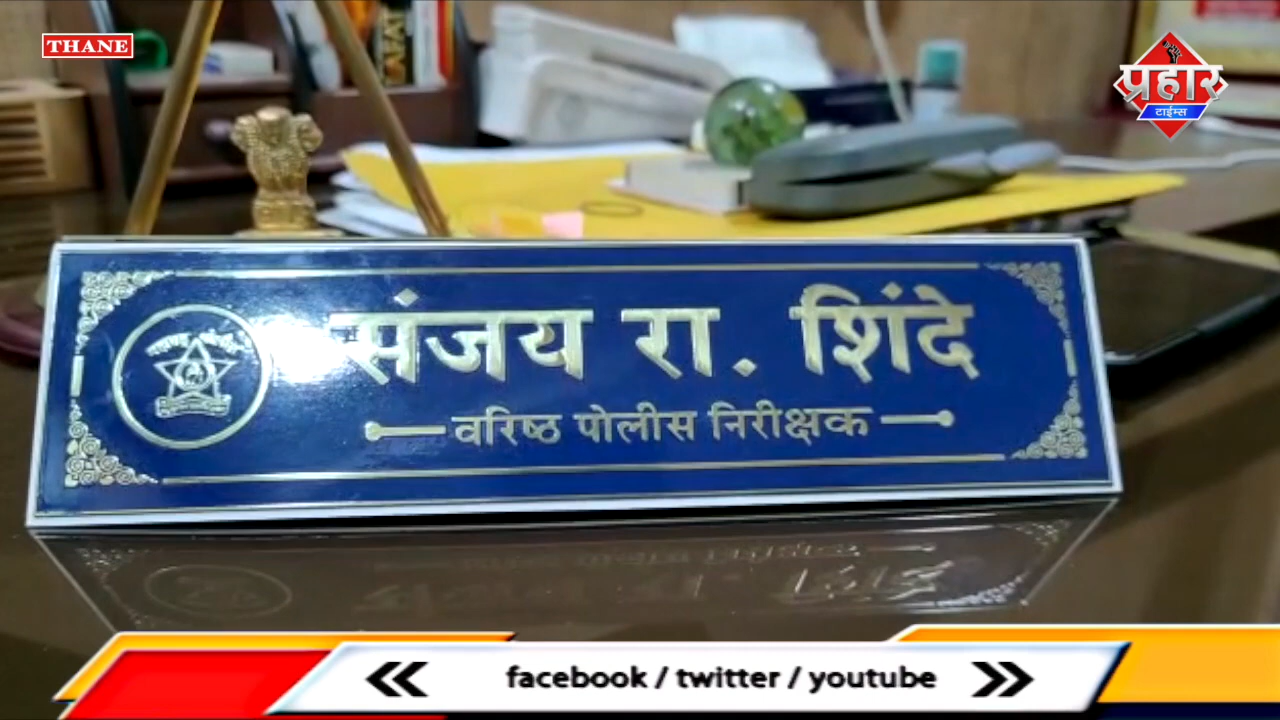 THANE
प्रहार
टाईम्स
संजय रा. शिंदे
वरिष्ठ पोलीस निरीक्षक
facebook / twitter / youtube